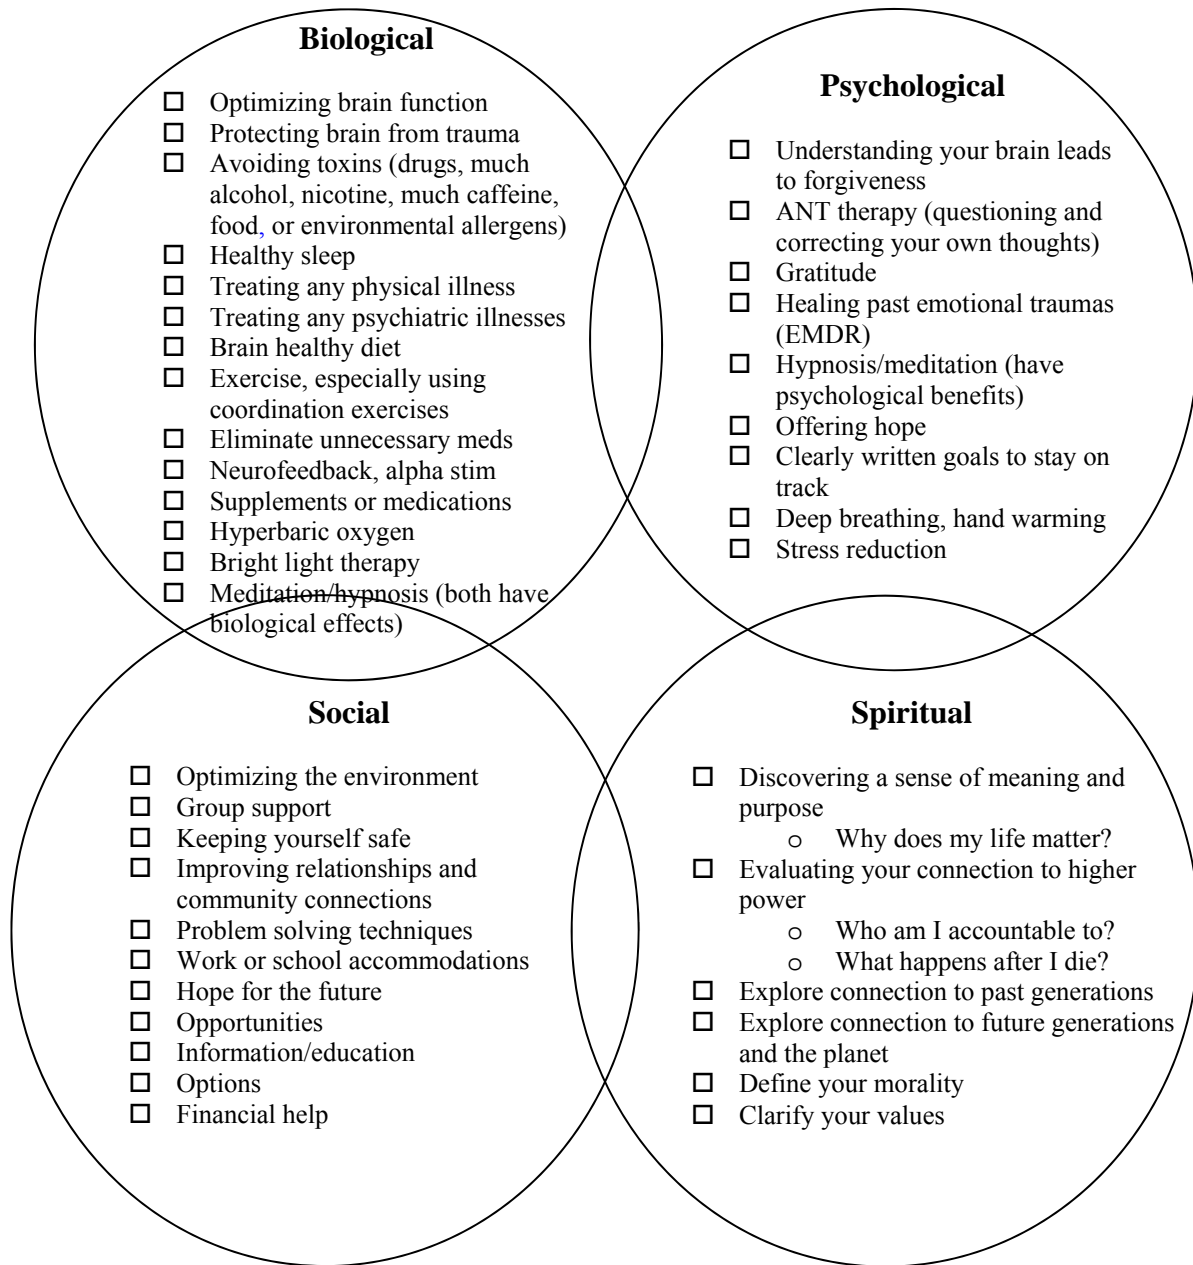 Biological
☐ Optimizing brain function
☐ Protecting brain from trauma
☐ Avoiding toxins (drugs, much
alcohol, nicotine, much caffeine,
food, or environmental allergens)
☐ Healthy sleep
☐ Treating any physical illness
☐ Treating any psychiatric illnesses
☐ Brain healthy diet
☐ Exercise, especially using
coordination exercises
☐ Eliminate unnecessary meds
☐ Neurofeedback, alpha stim
☐ Supplements or medications
☐ Hyperbaric oxygen
☐ Bright light therapy
☐ Meditation/hypnosis (both have
biological effects)
Psychological
☐ Understanding your brain leads
to forgiveness
☐ ANT therapy (questioning and
correcting your own thoughts)
☐ Gratitude
☐ Healing past emotional traumas
(EMDR)
☐ Hypnosis/meditation (have
psychological benefits)
☐ Offering hope
☐ Clearly written goals to stay on
track
☐ Deep breathing, hand warming
☐ Stress reduction
Social
☐ Optimizing the environment
☐ Group support
☐ Keeping yourself safe
☐ Improving relationships and
community connections
☐ Problem solving techniques
☐ Work or school accommodations
☐ Hope for the future
☐ Opportunities
☐ Information/education
☐ Options
☐ Financial help
Spiritual
☐ Discovering a sense of meaning and
purpose
o Why does my life matter?
☐ Evaluating your connection to higher
power
o Who am I accountable to?
o What happens after I die?
☐ Explore connection to past generations
☐ Explore connection to future generations
and the planet
☐ Define your morality
☐ Clarify your values